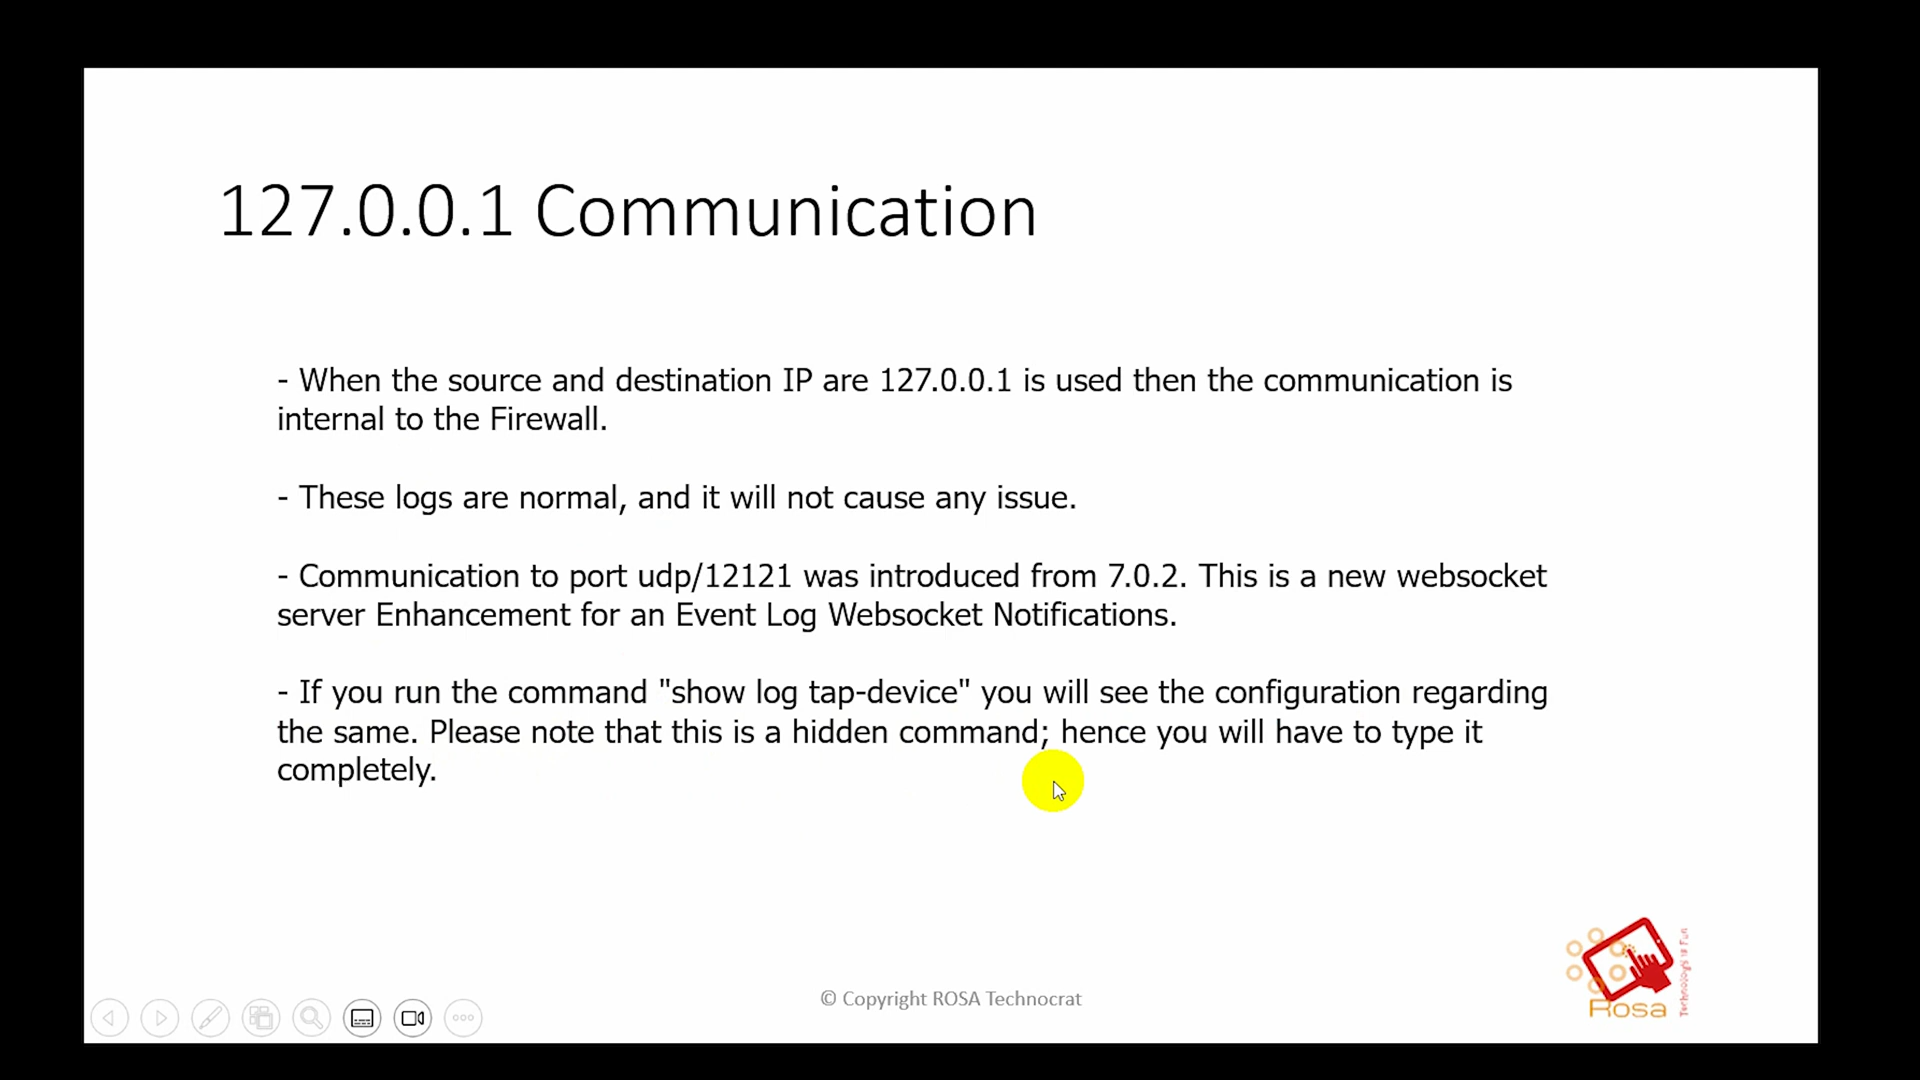 127.0.0.1 Communication
- When the source and destination IP are 127.0.0.1 is used then the communication is
internal to the Firewall.
- These logs are normal, and it will not cause any issue.
- Communication to port udp/12121 was introduced from 7.0.2. This is a new websocket
server Enhancement for an Event Log Websocket Notifications.
- If you run the command "show log tap-device" you will see the configuration regarding
the same. Please note that this is a hidden command; hence you will have to type it
completely.
© Copyright ROSA Technocrat
Rosa
Technology is Fun